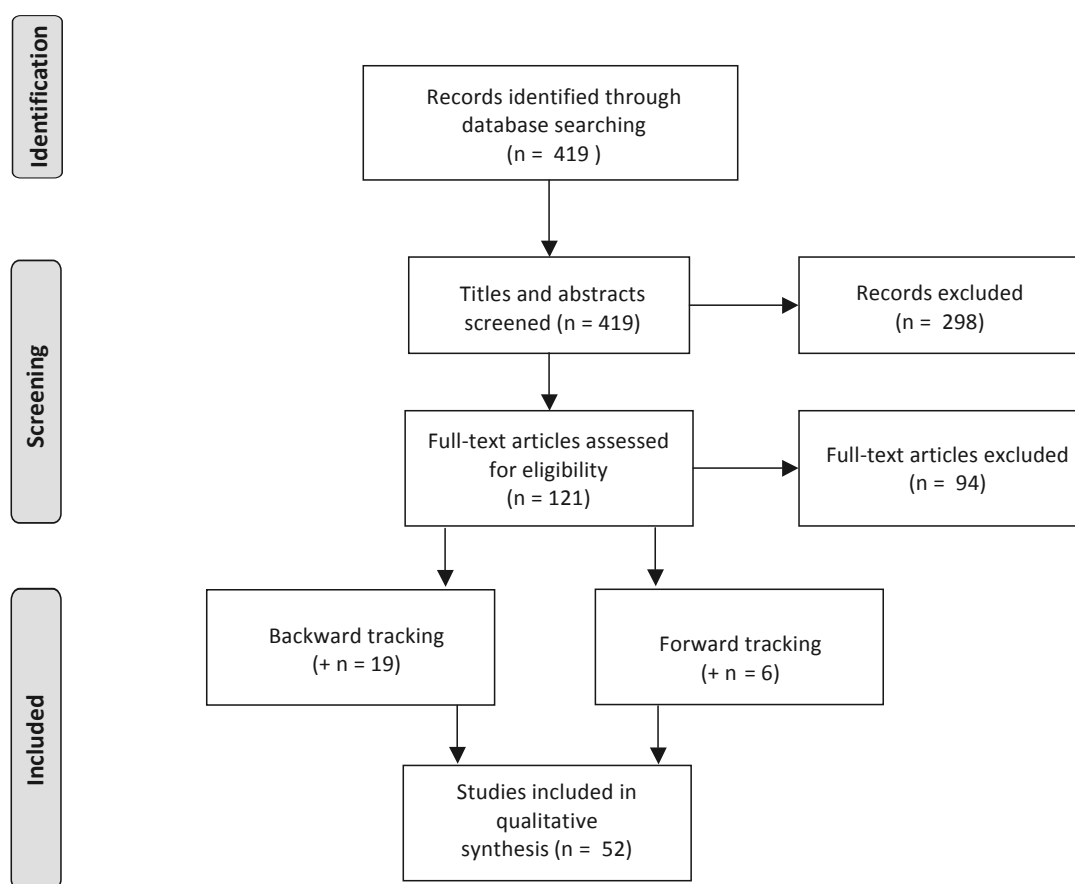 Identification
Records identified through
database searching
(n = 419 )
Screening
Titles and abstracts
screened (n = 419)
Records excluded
(n = 298)
Full-text articles assessed
for eligibility
(n = 121)
Full-text articles excluded
(n = 94)
Included
Backward tracking
(+ n = 19)
Forward tracking
(+ n = 6)
Studies included in
qualitative
synthesis (n = 52)